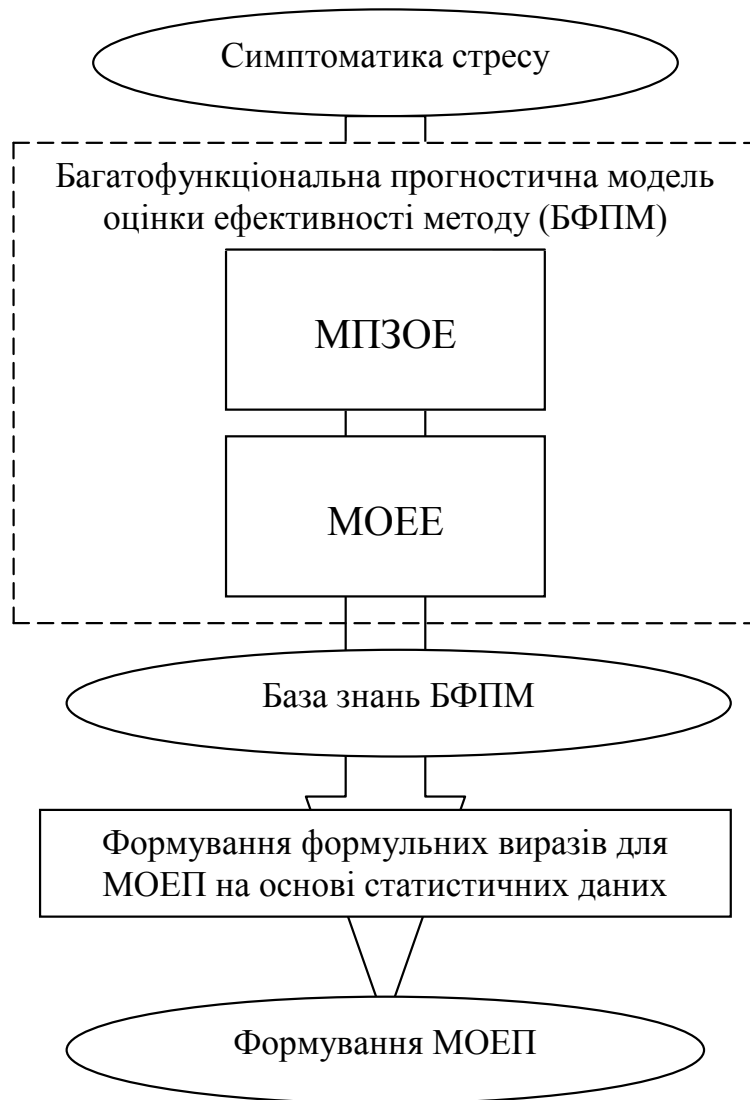 Симптоматика стресу
Багатофункціональна прогностична модель
оцінки ефективності методу (БФПМ)
МПЗОЕ
МОЕЕ
База знань БФПМ
Формування формульних виразів для
МОЕП на основі статистичних даних
Формування МОЕП